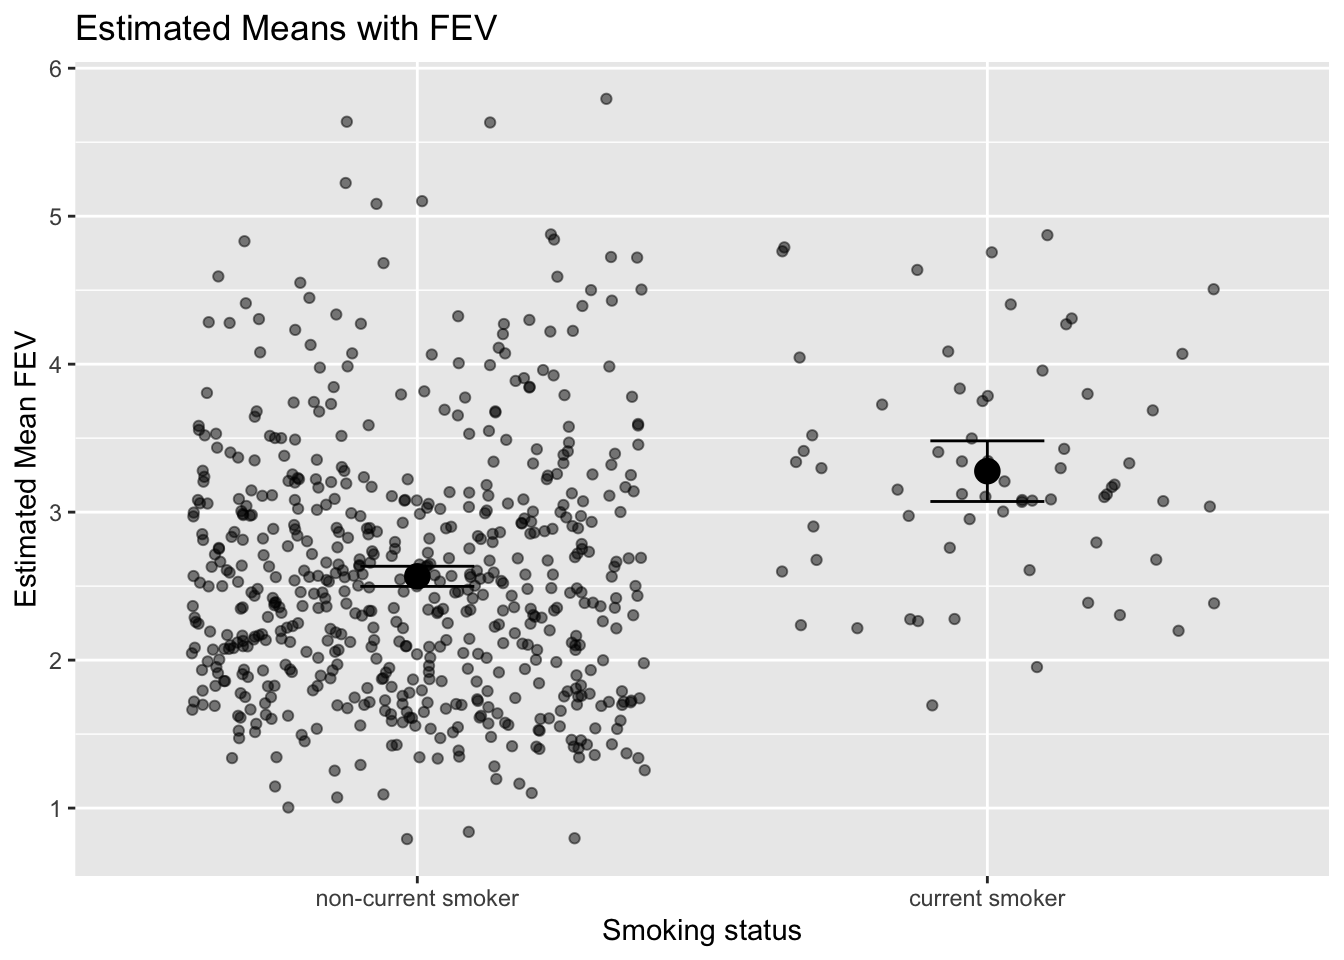 Estimated Means with FEV
Estimated Mean FEV
6
5
4
3
2
1
non-current smoker
current smoker
Smoking status